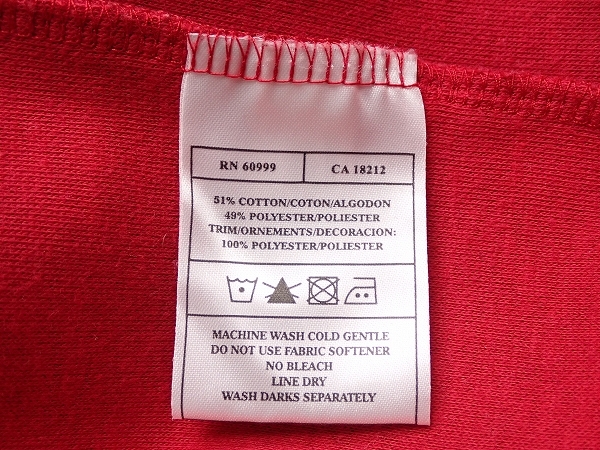 RN 60999
CA 18212
51% COTTON/COTON/ALGODON
49% POLYESTER/POLIESTER
TRIM/ORNEMENTS/DECORACION:
100% POLYESTER/POLIESTER
MACHINE WASH COLD GENTLE
DO NOT USE FABRIC SOFTENER
NO BLEACH
LINE DRY
WASH DARKS SEPARATELY